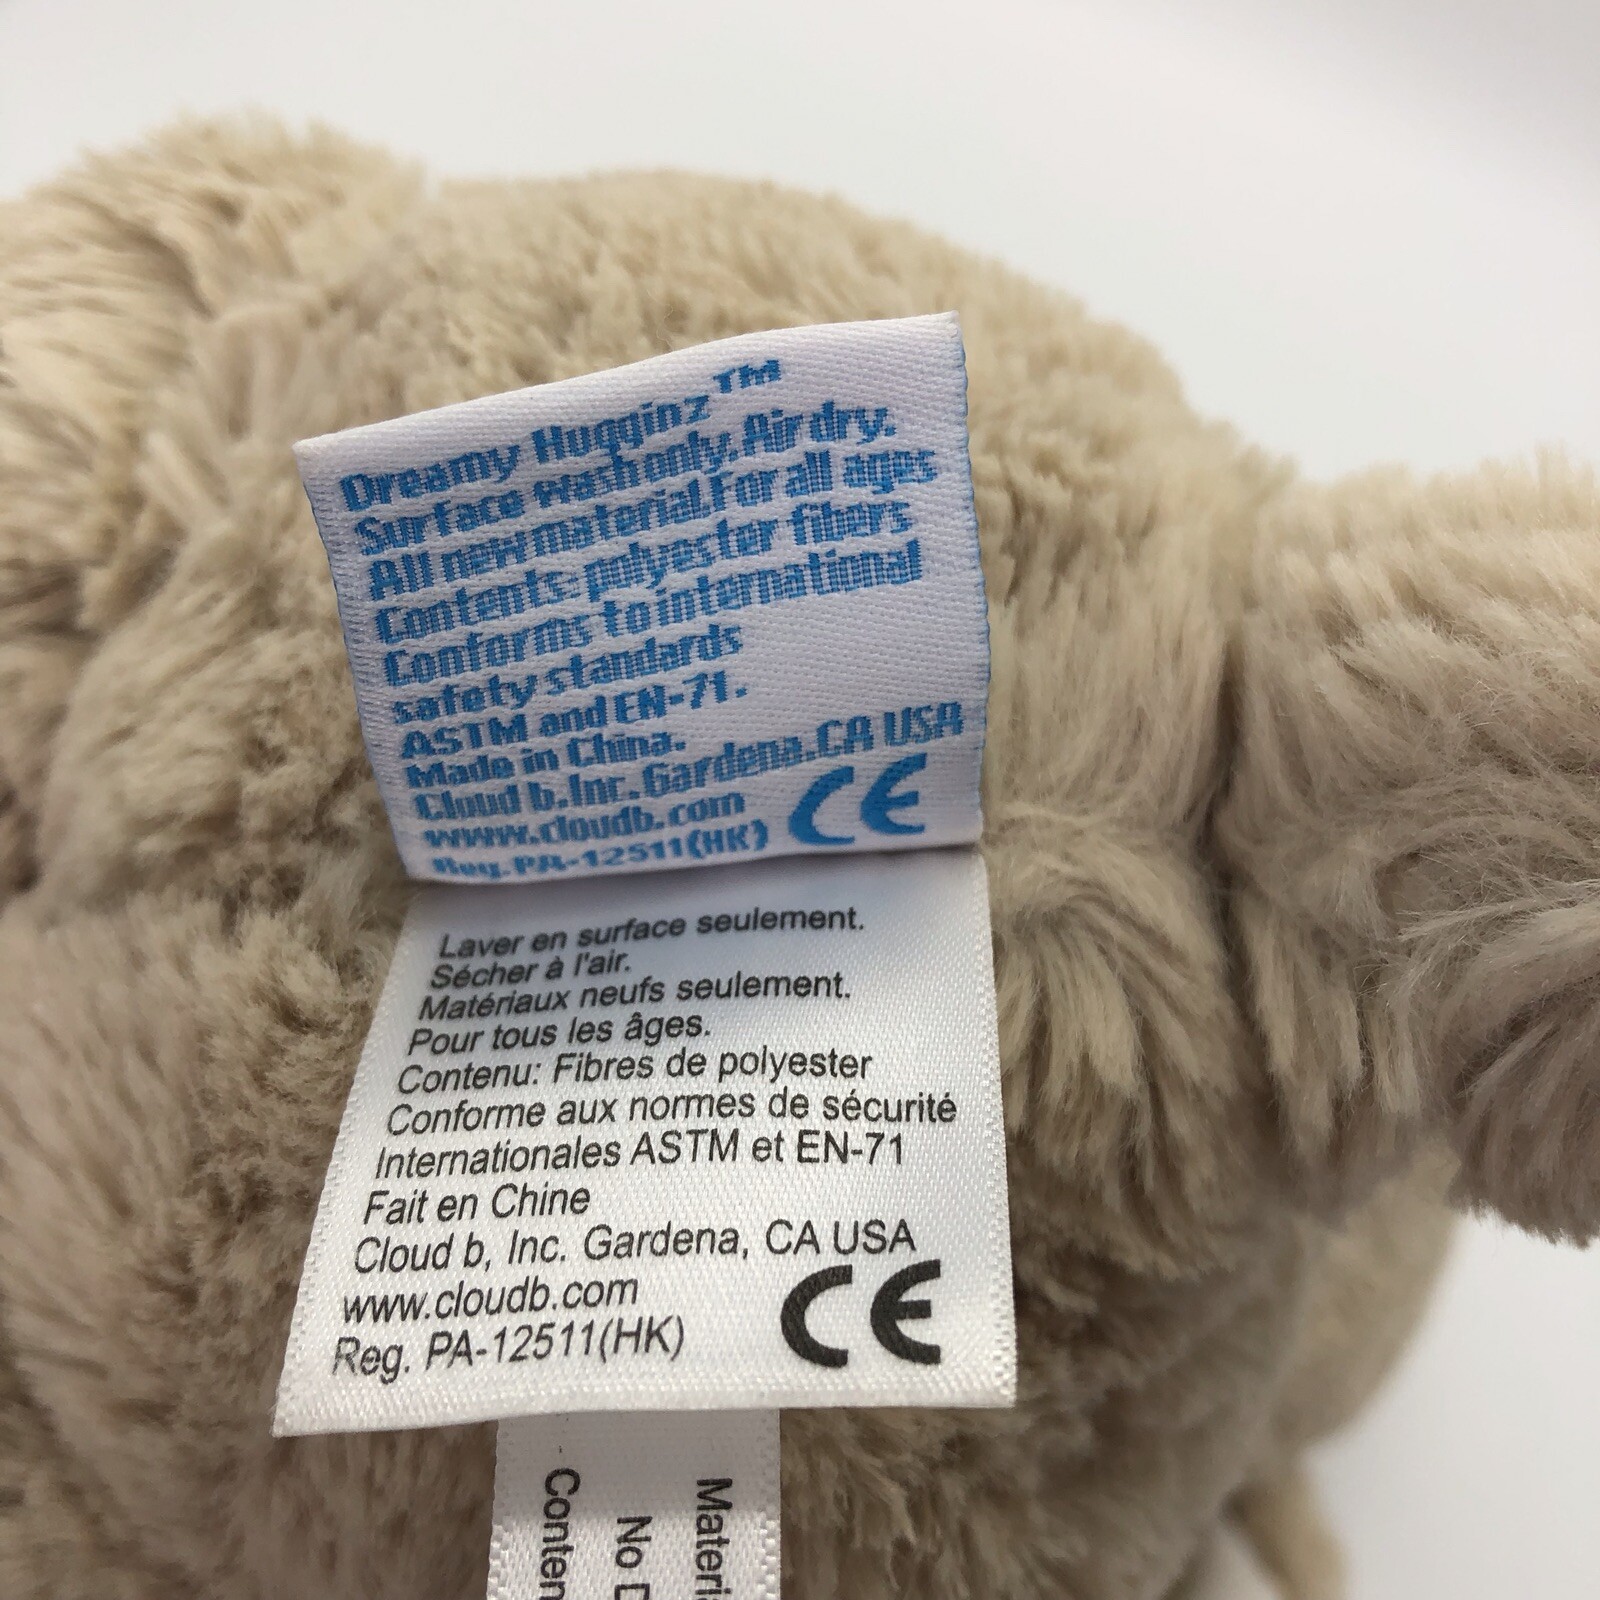 Dreamy Hugginz™
Surface wash only. Air dry.
All new material. For all ages
Contents: polyester fibers
Conforms to international
safety standards
ASTM and EN-71.
Made in China.
Cloud b, Inc. Gardena, CA USA
www.cloudb.com
Reg. PA-12511(HK)
CE
Laver en surface seulement.
Sécher à l'air.
Matériaux neufs seulement.
Pour tous les âges.
Contenu: Fibres de polyester
Conforme aux normes de sécurité
Internationales ASTM et EN-71
Fait en Chine
Cloud b, Inc. Gardena, CA USA
www.cloudb.com
Reg. PA-12511(HK)
CE
Materi
No
Conten